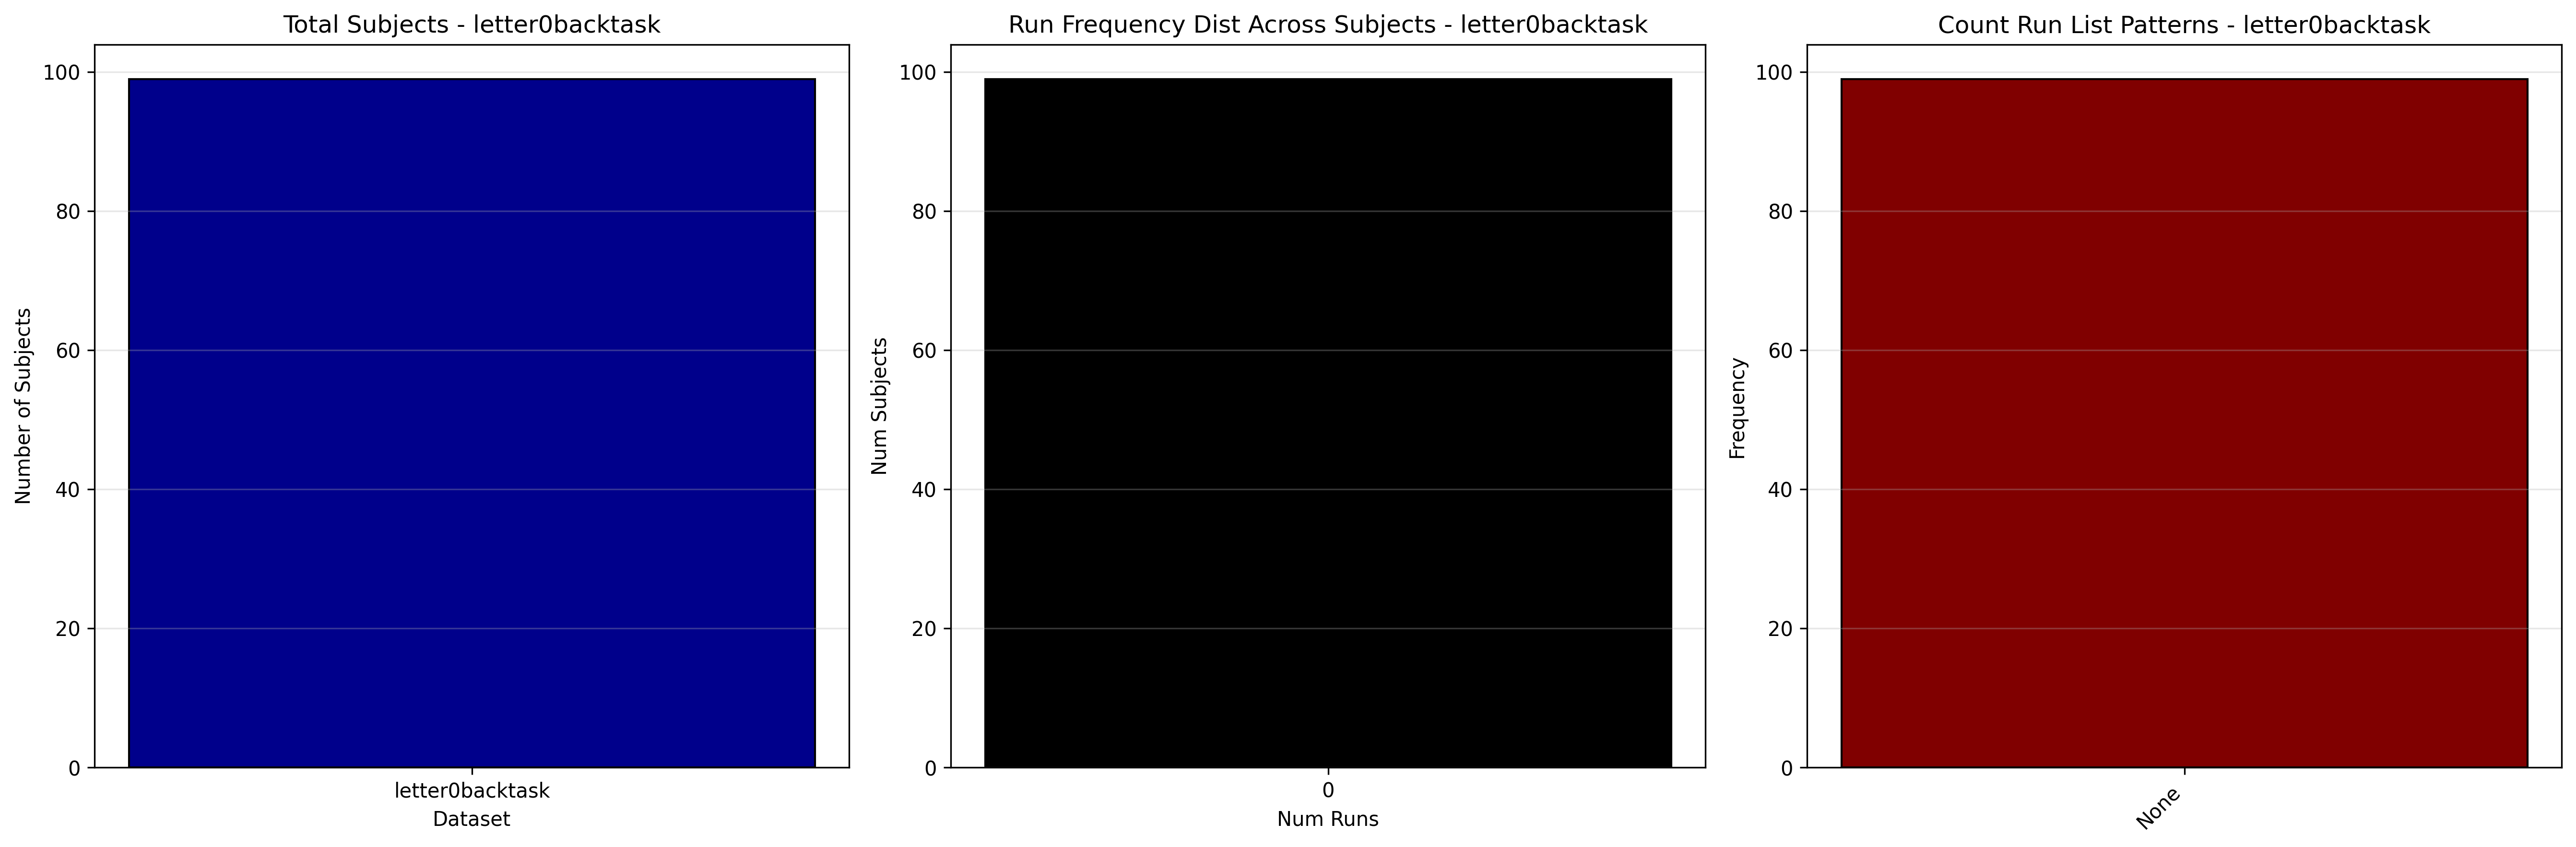 Total Subjects - letter0backtask
Number of Subjects
100
80
60
40
20
0
letter0backtask
Dataset
Run Frequency Dist Across Subjects - letter0backtask
Num Subjects
100
80
60
40
20
0
0
Num Runs
Count Run List Patterns - letter0backtask
Frequency
100
80
60
40
20
0
None